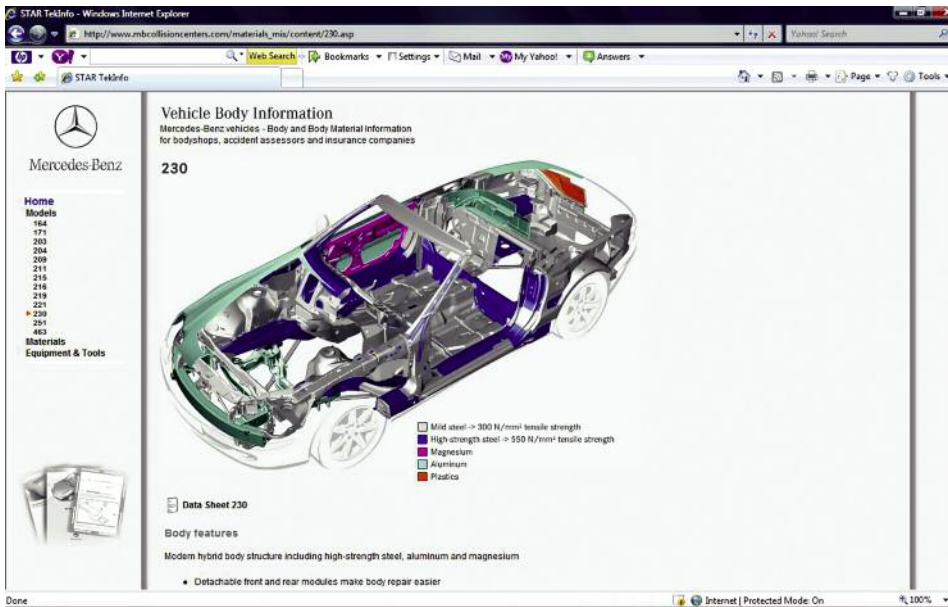 STAR TekInfo - Windows Internet Explorer
http://www.mbcollisioncenters.com/materials_mis/content/230.asp
Yahoo! Search
Web Search
Bookmarks
Settings
Mail
My Yahoo!
Answers
STAR TekInfo
Page
Tools
Mercedes-Benz
Home
Models
164
171
203
204
209
211
215
216
219
221
230
251
463
Materials
Equipment & Tools
Vehicle Body Information
Mercedes-Benz vehicles - Body and Body Material Information
for bodyshops, accident assessors and insurance companies
230
Mild steel -> 300 N/mm² tensile strength
High-strength steel -> 550 N/mm² tensile strength
Magnesium
Aluminum
Plastics
Data Sheet 230
Body features
Modern hybrid body structure including high-strength steel, aluminum and magnesium
• Detachable front and rear modules make body repair easier
Done
Internet | Protected Mode: On
100%